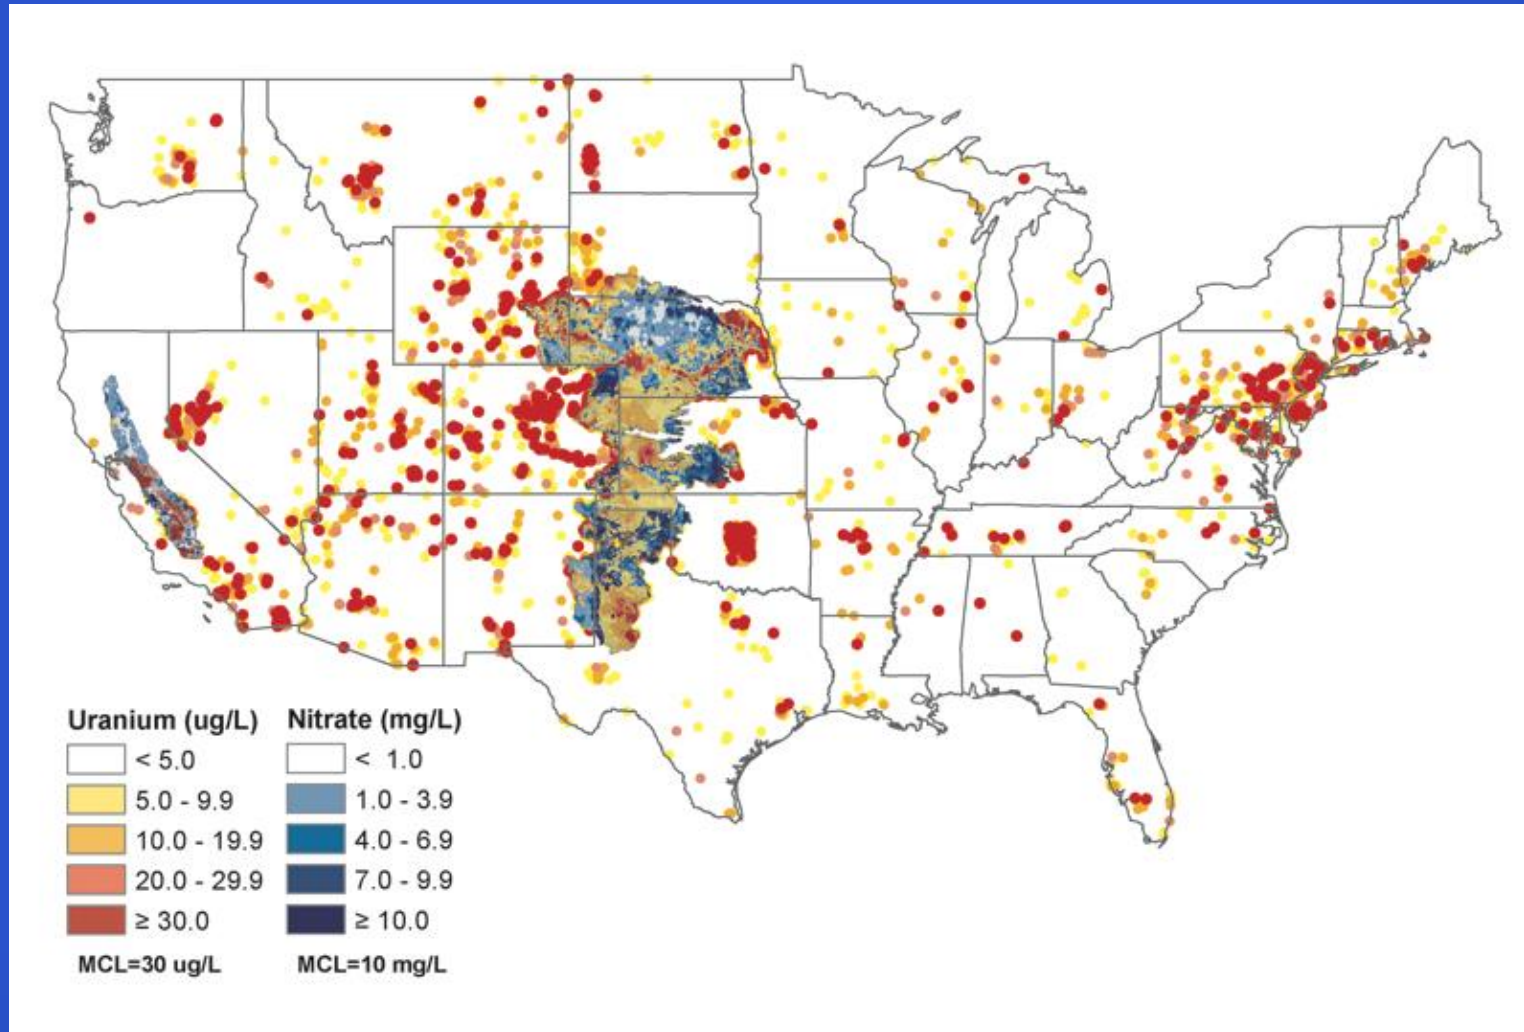 Uranium (ug/L) Nitrate (mg/L)
< 5.0 < 1.0
5.0 - 9.9 1.0 - 3.9
10.0 - 19.9 4.0 - 6.9
20.0 - 29.9 7.0 - 9.9
≥ 30.0 ≥ 10.0
MCL=30 ug/L MCL=10 mg/L